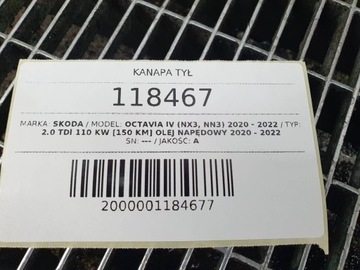 KANAPA TYŁ
118467
MARKA: SKODA / MODEL: OCTAVIA IV (NX3, NN3) 2020 - 2022 / TYP:
2.0 TDI 110 KW [150 KM] OLEJ NAPĘDOWY 2020 - 2022
SN: --- / JAKOŚĆ: A
2000001184677